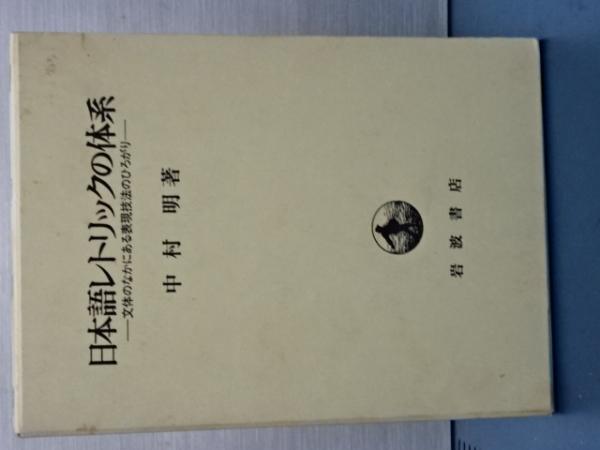 日本語レトリックの体系
―文体のなかにある表現技法のひろがり―
中村 明著
岩波書店